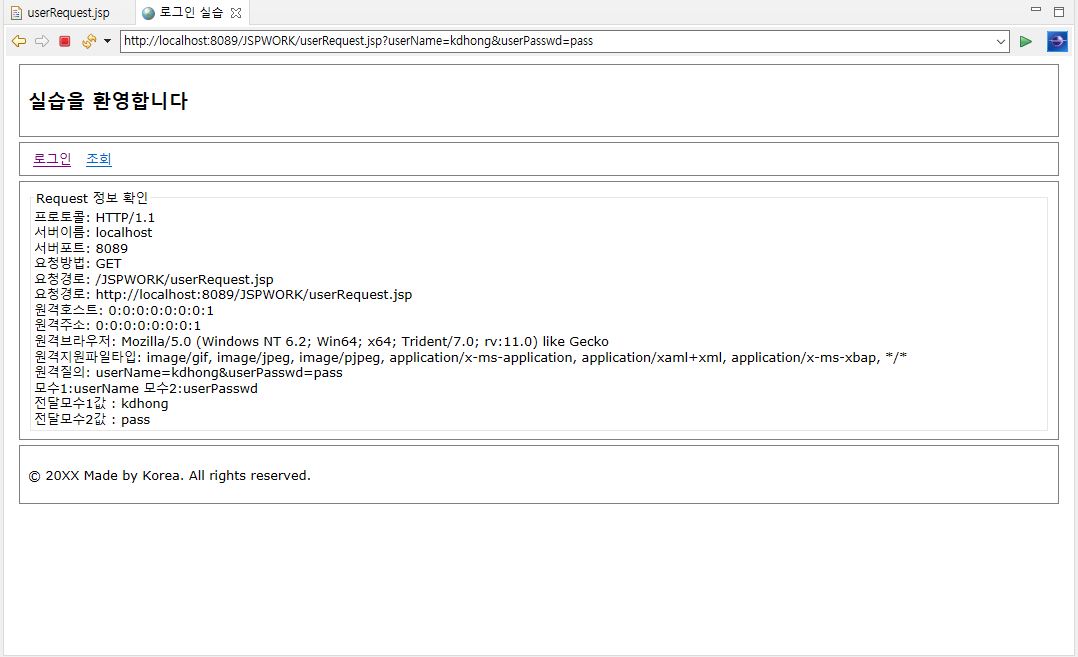 userRequest.jsp
로그인 실습
http://localhost:8089/JSPWORK/userRequest.jsp?userName=kdhong&userPasswd=pass
실습을 환영합니다
로그인 조회
Request 정보 확인
프로토콜: HTTP/1.1
서버이름: localhost
서버포트: 8089
요청방법: GET
요청경로: /JSPWORK/userRequest.jsp
요청경로: http://localhost:8089/JSPWORK/userRequest.jsp
원격호스트: 0:0:0:0:0:0:0:1
원격주소: 0:0:0:0:0:0:0:1
원격브라우저: Mozilla/5.0 (Windows NT 6.2; Win64; x64; Trident/7.0; rv:11.0) like Gecko
원격지원파일타입: image/gif, image/jpeg, image/pjpeg, application/x-ms-application, application/xaml+xml, application/x-ms-xbap, */*
원격질의: userName=kdhong&userPasswd=pass
모수1:userName 모수2:userPasswd
전달모수1값 : kdhong
전달모수2값 : pass
© 20XX Made by Korea. All rights reserved.